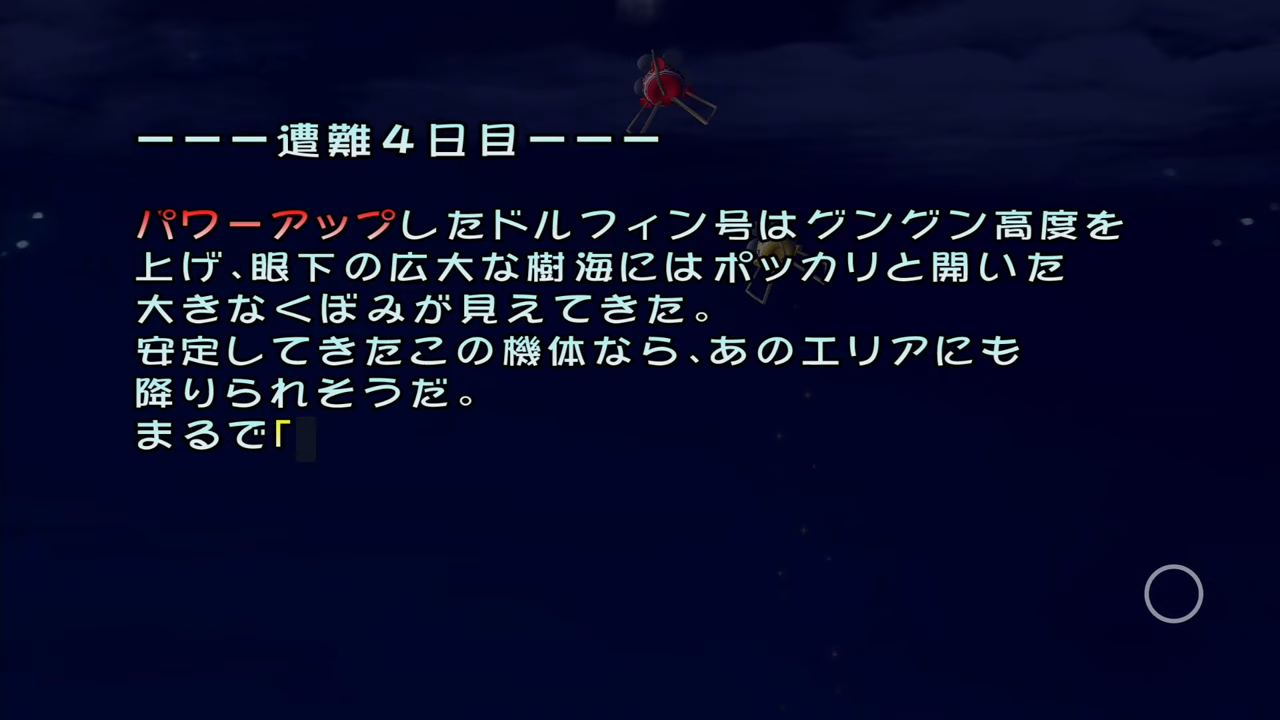 ーーー遭難４日目ーーー
パワーアップしたドルフィン号はグングン高度を
上げ、眼下の広大な樹海にはポッカリと開いた
大きなくぼみが見えてきた。
安定してきたこの機体なら、あのエリアにも
降りられそうだ。
まるで「